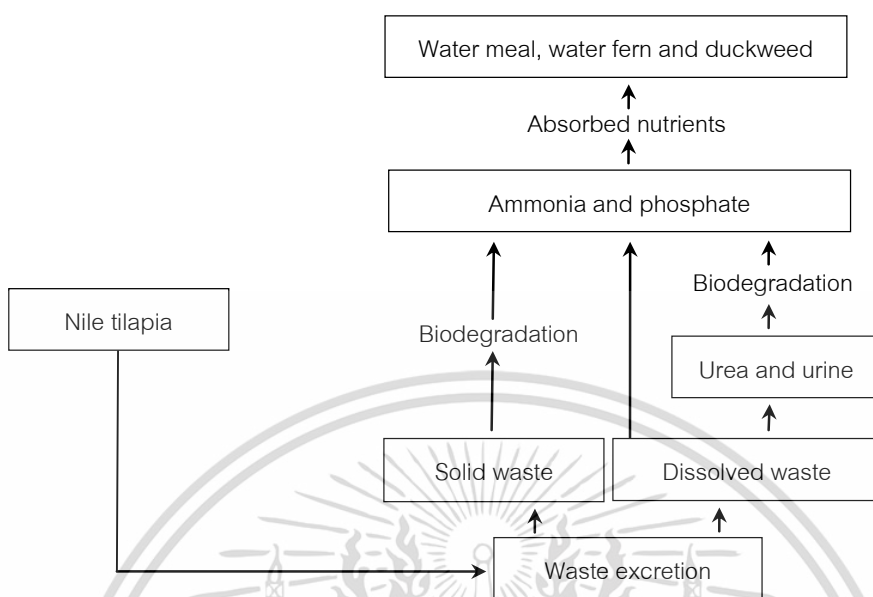 Water meal, water fern and duckweed
Absorbed nutrients
Ammonia and phosphate
Biodegradation
Nile tilapia
Biodegradation
Urea and urine
Solid waste
Dissolved waste
Waste excretion